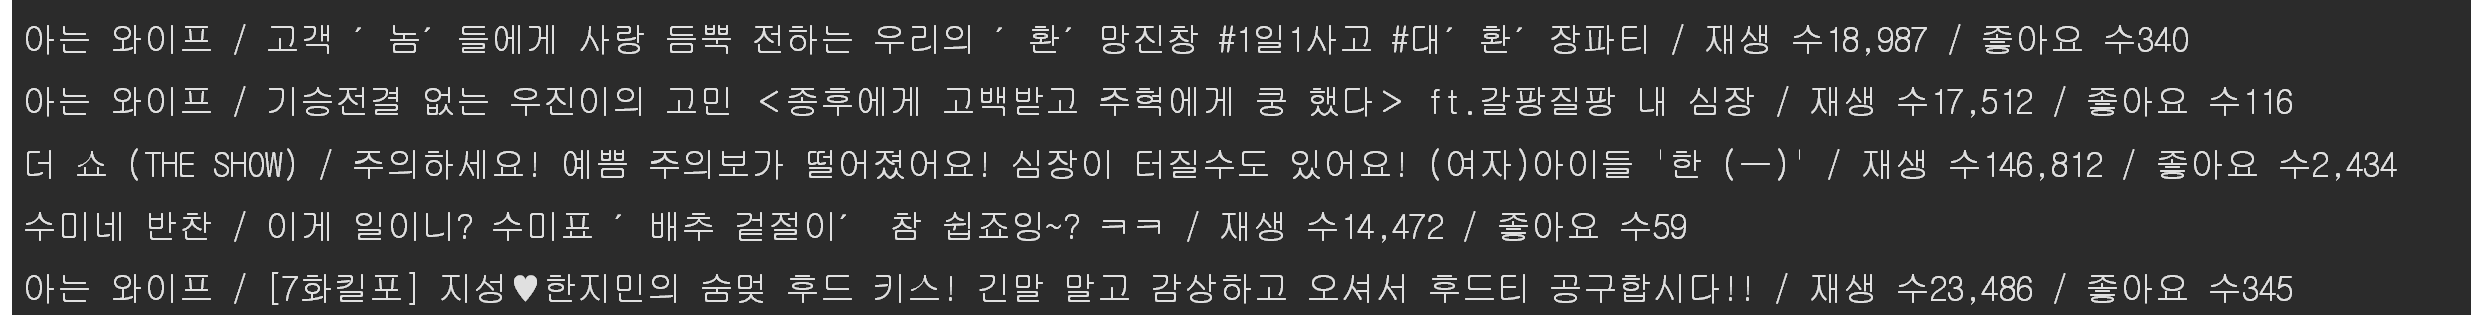 아는 와이프 / 고객 ´ 놈´ 들에게 사랑 듬뿍 전하는 우리의 ´ 환´ 망진창 #1일1사고 #대´ 환´ 장파티 / 재생 수18,987 / 좋아요 수340
아는 와이프 / 기승전결 없는 우진이의 고민 <종후에게 고백받고 주혁에게 쿵 했다> ft.갈팡질팡 내 심장 / 재생 수17,512 / 좋아요 수116
더 쇼 (THE SHOW) / 주의하세요! 예쁨 주의보가 떨어졌어요! 심장이 터질수도 있어요! (여자)아이들 '한 (一)' / 재생 수146,812 / 좋아요 수2,434
수미네 반찬 / 이게 일이니? 수미표 ´ 배추 겉절이´ 참 쉽죠잉~? ㅋㅋ / 재생 수14,472 / 좋아요 수59
아는 와이프 / [7화킬포] 지성♥한지민의 숨멎 후드 키스! 긴말 말고 감상하고 오셔서 후드티 공구합시다!! / 재생 수23,486 / 좋아요 수345